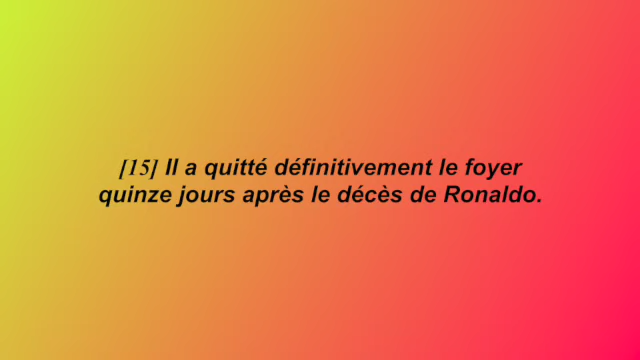 [15] Il a quitté définitivement le foyer
quinze jours après le décès de Ronaldo.